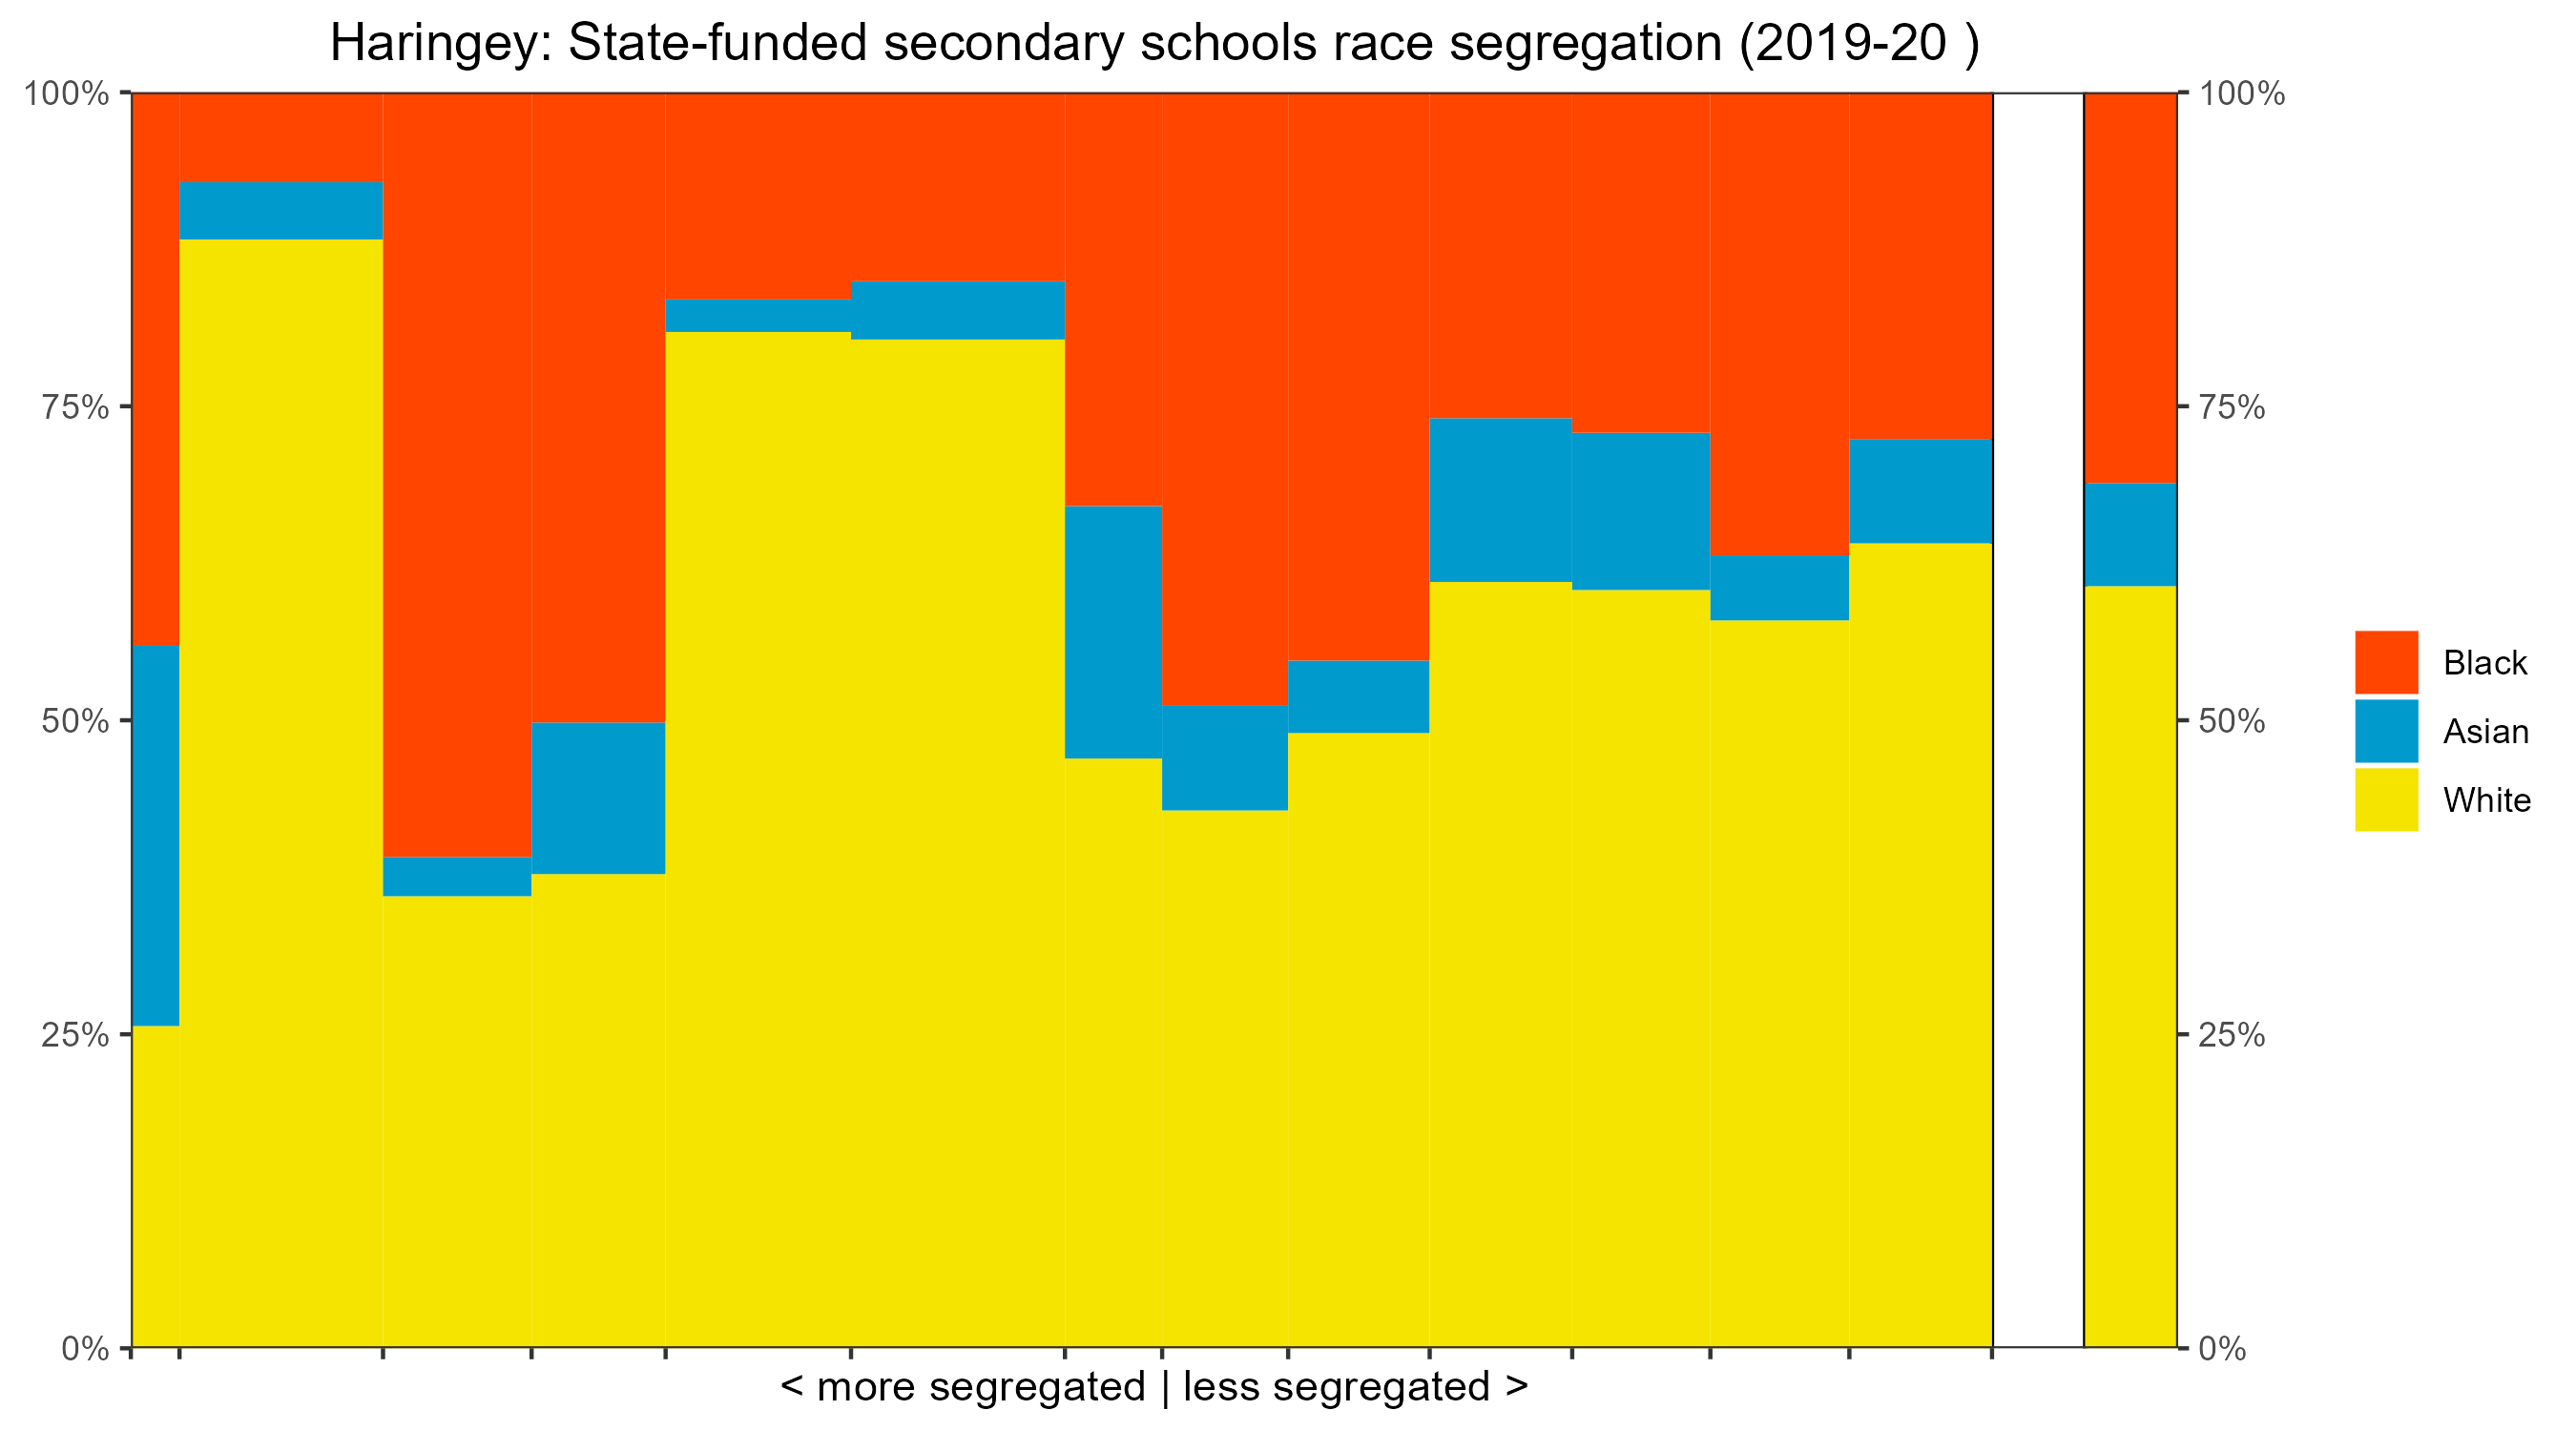 Haringey: State-funded secondary schools race segregation (2019-20 )
100%
75%
50%
25%
0%
100%
75%
50%
25%
0%
Black
Asian
White
< more segregated | less segregated >